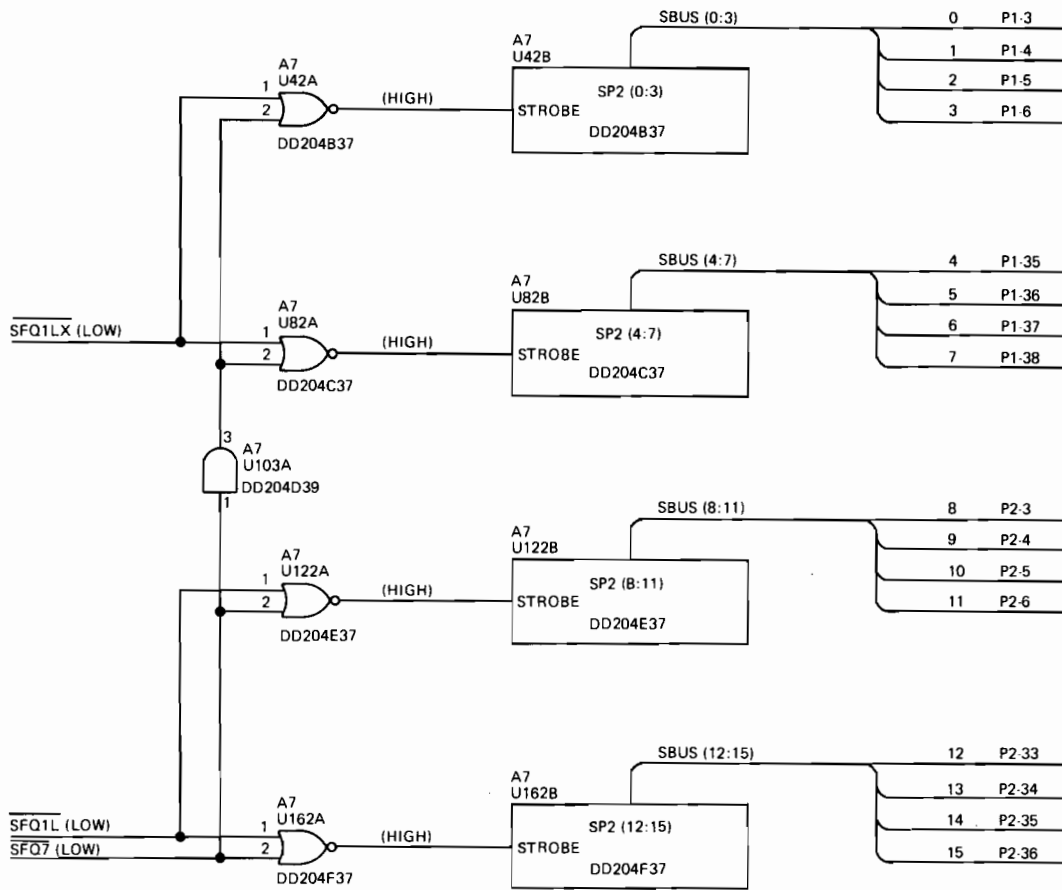 SBUS (0:3)
0 P1-3
1 P1-4
2 P1-5
3 P1-6
A7
U42A
1
2
(HIGH)
DD204B37
A7
U42B
SP2 (0:3)
STROBE
DD204B37
SBUS (4:7)
4 P1-35
5 P1-36
6 P1-37
7 P1-38
SFQ1LX (LOW)
A7
U82A
1
2
(HIGH)
DD204C37
A7
U82B
SP2 (4:7)
STROBE
DD204C37
3
A7
U103A
DD204D39
1
SBUS (8:11)
8 P2-3
9 P2-4
10 P2-5
11 P2-6
A7
U122A
1
2
(HIGH)
DD204E37
A7
U122B
SP2 (8:11)
STROBE
DD204E37
SBUS (12:15)
12 P2-33
13 P2-34
14 P2-35
15 P2-36
SFQ1L (LOW)
SFQ7 (LOW)
A7
U162A
1
2
(HIGH)
DD204F37
A7
U162B
SP2 (12:15)
STROBE
DD204F37